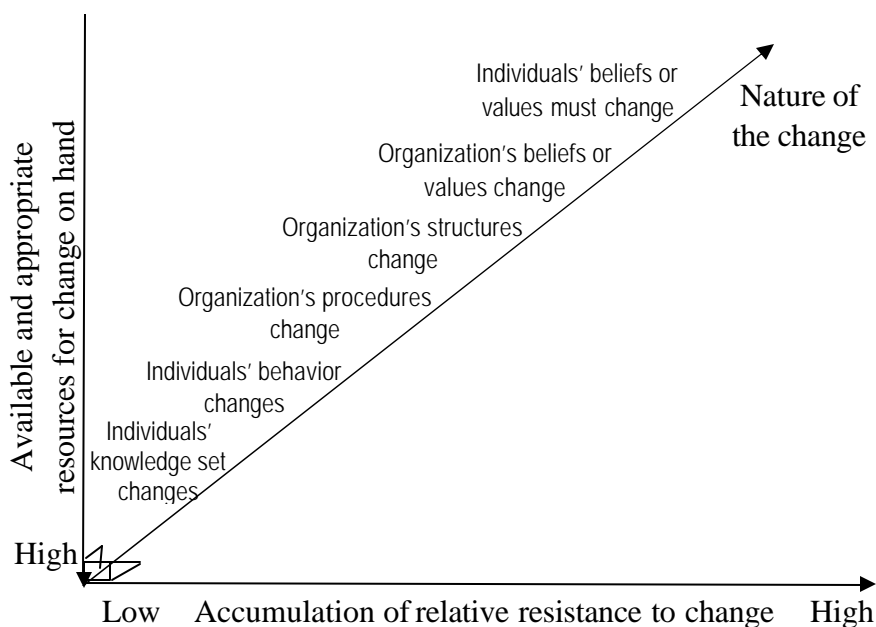 Individuals' beliefs or
values must change
Nature of
the change
Organization's beliefs or
values change
Organization's structures
change
Organization's procedures
change
Individuals' behavior
changes
Individuals'
knowledge set
changes
Available and appropriate
resources for change on hand
High
Low Accumulation of relative resistance to change High